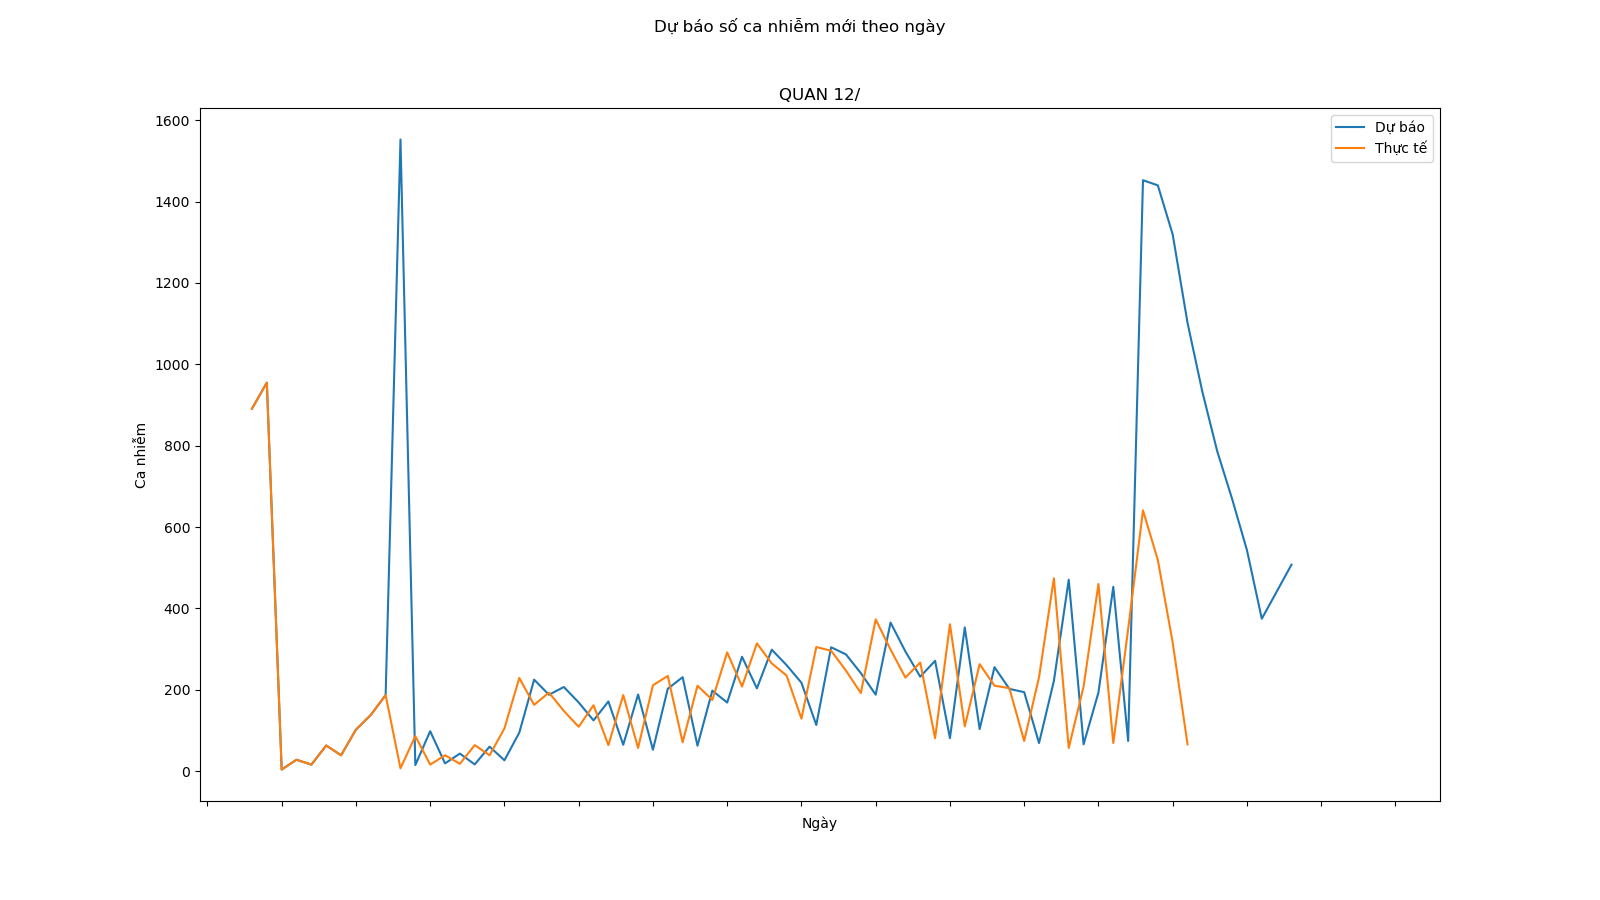 Dự báo số ca nhiễm mới theo ngày
QUAN 12/
Dự báo
Thực tế
1600
1400
1200
1000
800
600
400
200
0
Ca nhiễm
Ngày